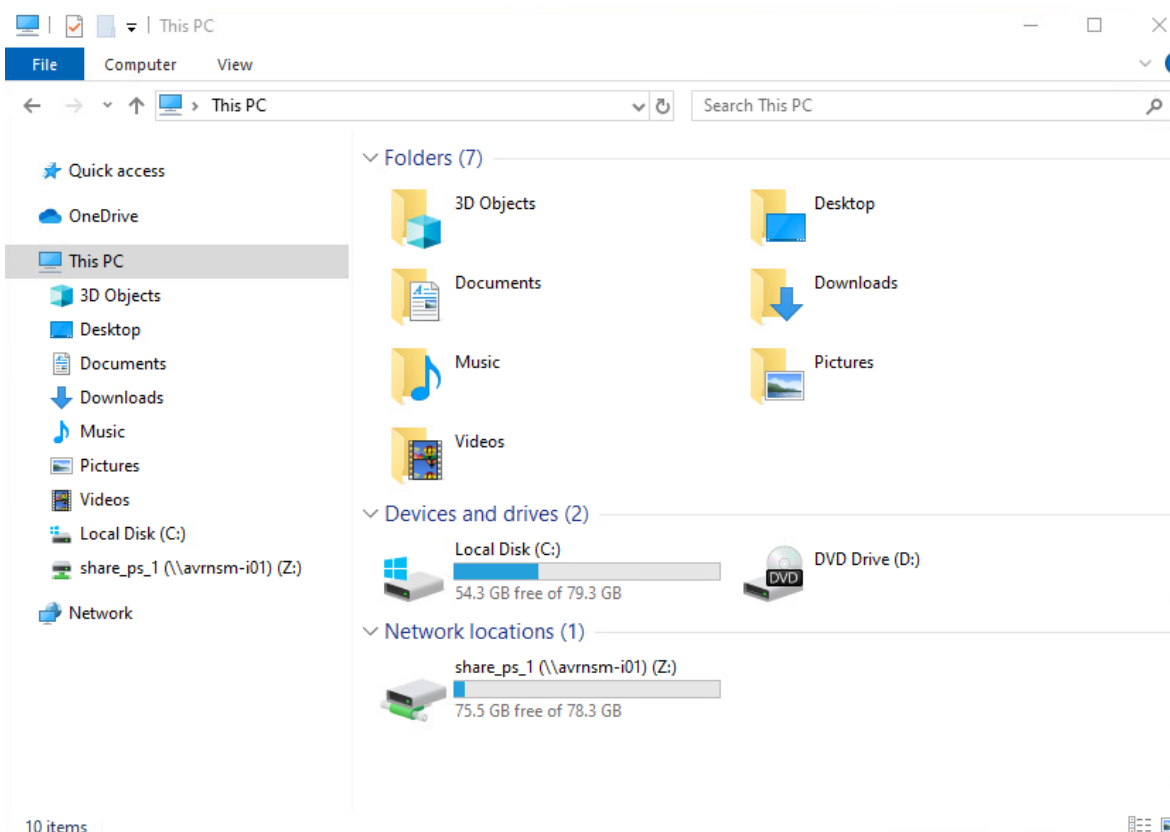 This PC
File Computer View
This PC
Search This PC
Quick access
OneDrive
This PC
3D Objects
Desktop
Documents
Downloads
Music
Pictures
Videos
Local Disk (C:)
share_ps_1 (\\avrnsm-i01) (Z:)
Network
Folders (7)
3D Objects
Desktop
Documents
Downloads
Music
Pictures
Videos
Devices and drives (2)
Local Disk (C:)
54.3 GB free of 79.3 GB
DVD Drive (D:)
DVD
Network locations (1)
share_ps_1 (\\avrnsm-i01) (Z:)
75.5 GB free of 78.3 GB
10 items